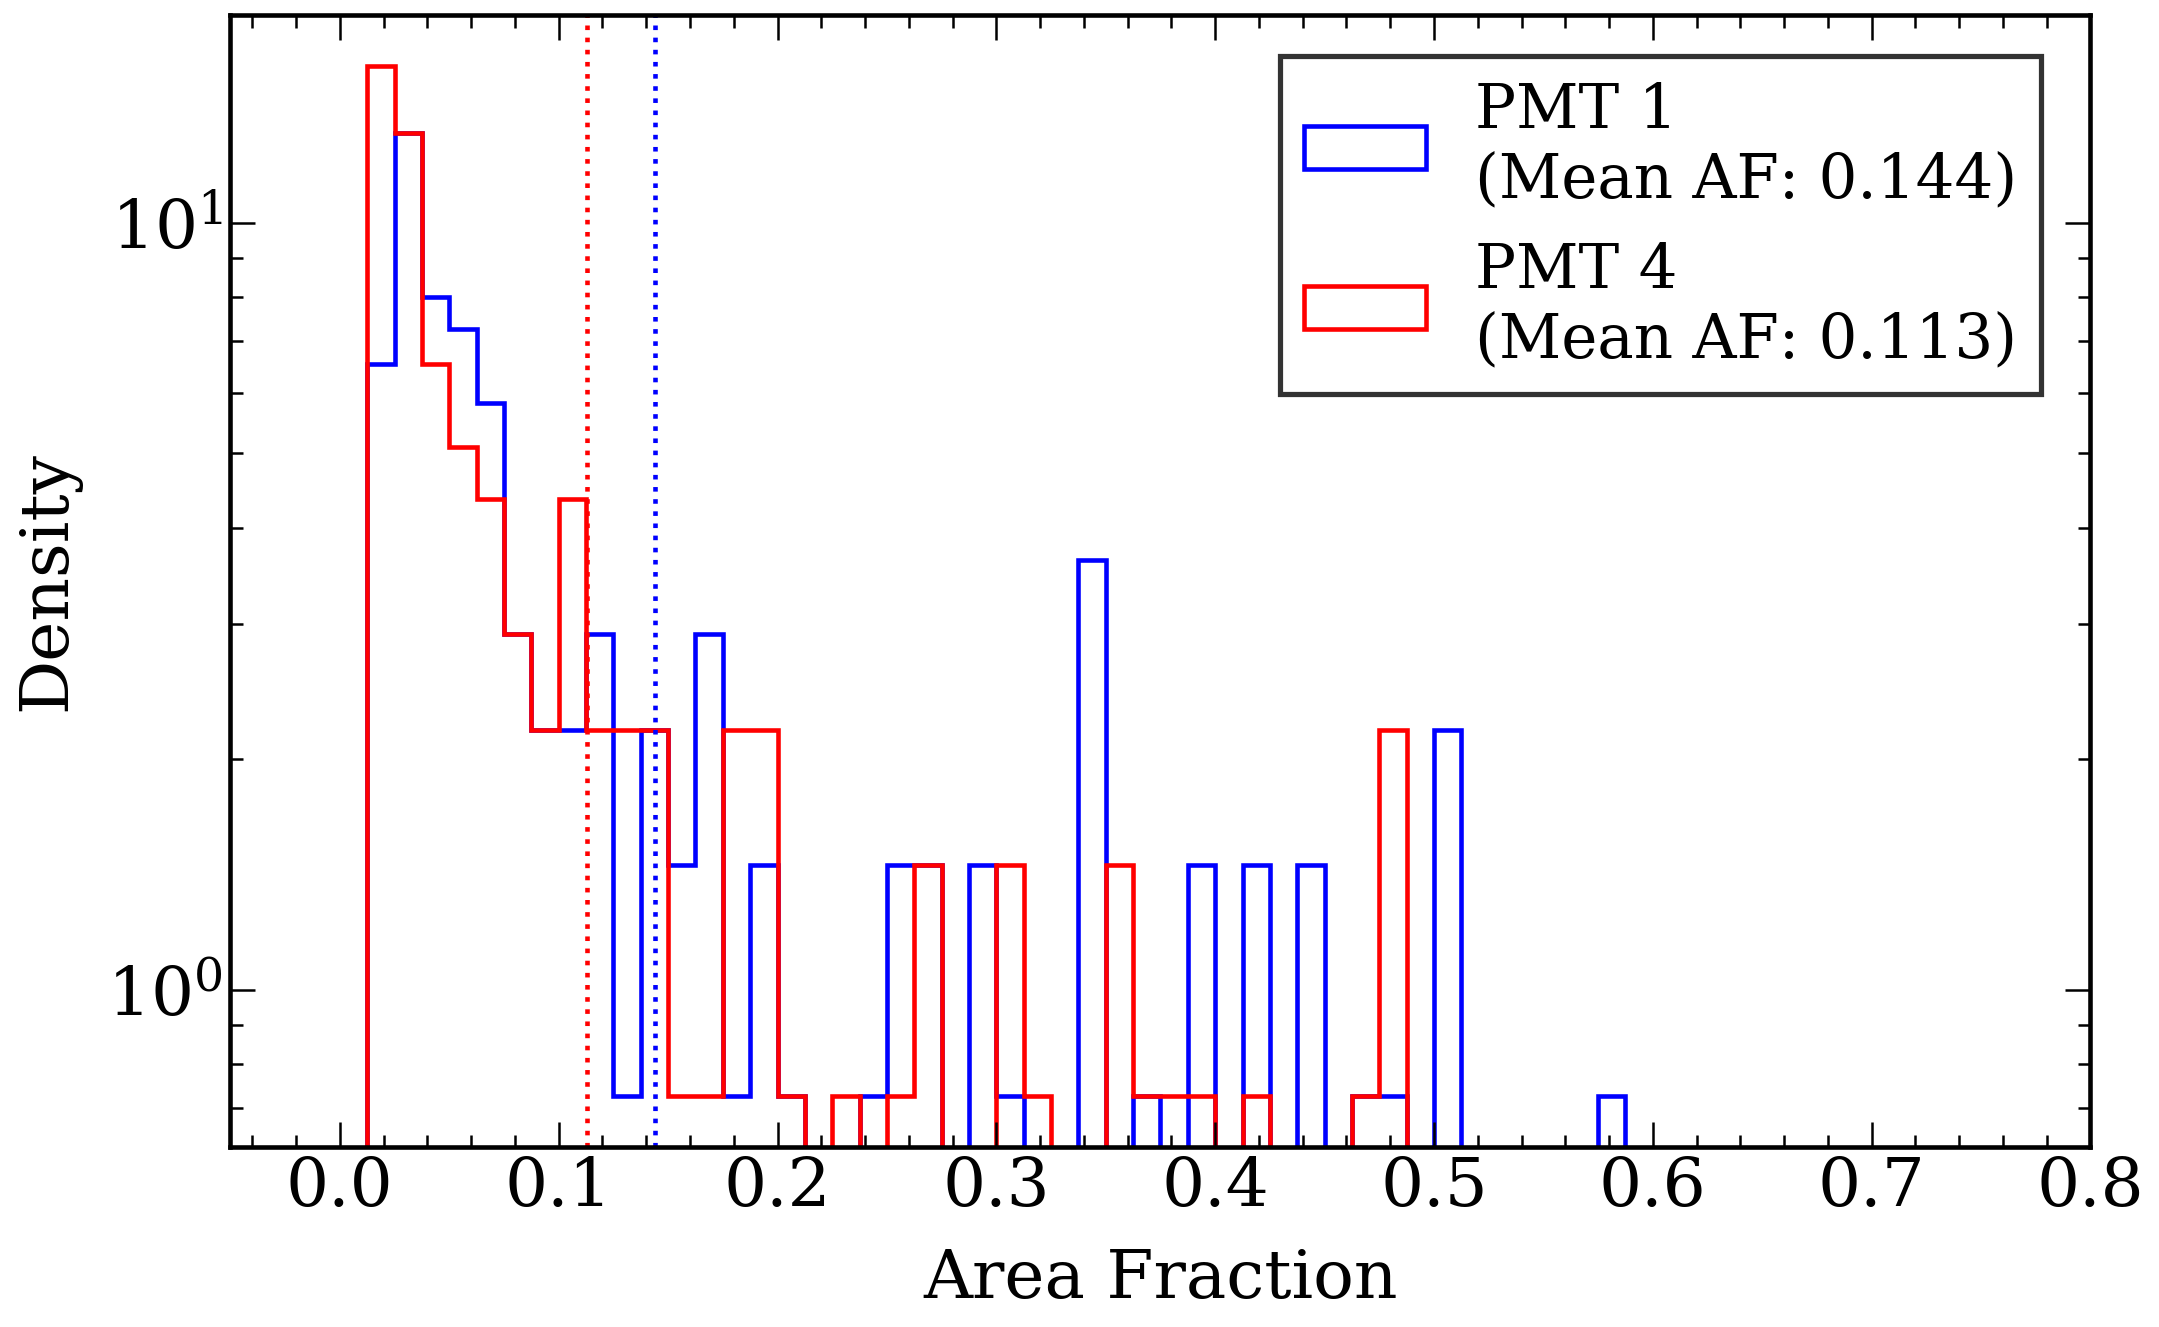 PMT 1
(Mean AF: 0.144)
PMT 4
(Mean AF: 0.113)
10¹
10⁰
Density
0.0 0.1 0.2 0.3 0.4 0.5 0.6 0.7 0.8
Area Fraction